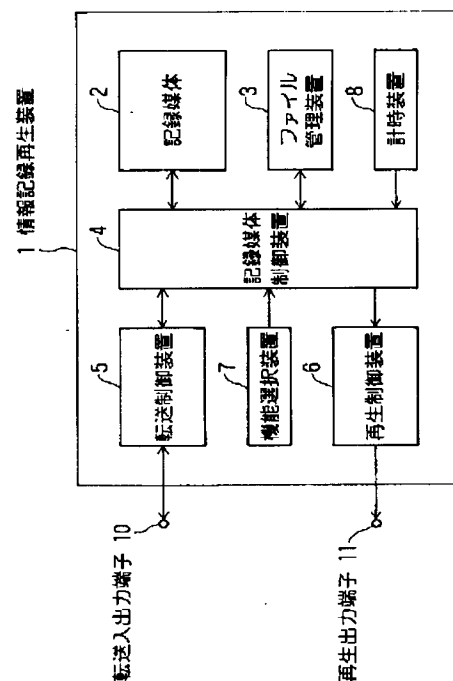 1 情報記録再生装置
2
記録媒体
3
ファイル
管理装置
8
計時装置
4
記録媒体
制御装置
5
転送制御装置
7
機能選択装置
6
再生制御装置
転送入出力端子 10
再生出力端子 11